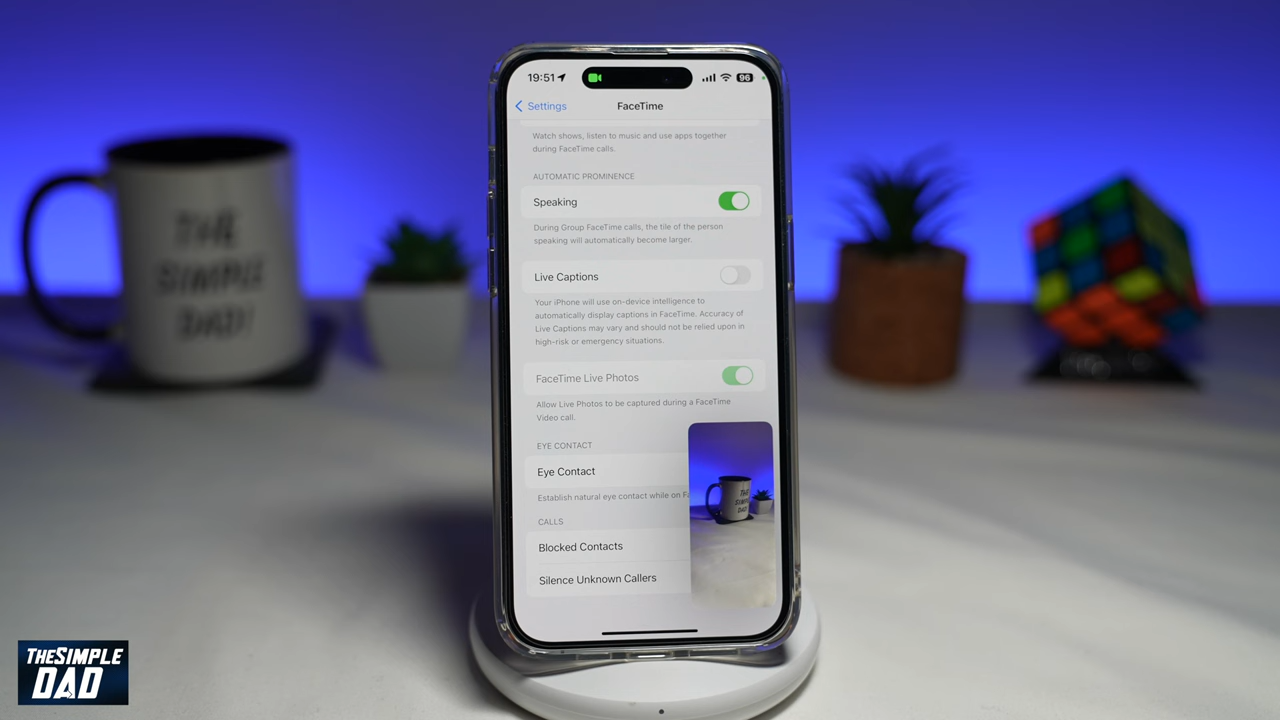 19:51
96
Settings
FaceTime
Watch shows, listen to music and use apps together
during FaceTime calls.
AUTOMATIC PROMINENCE
Speaking
During Group FaceTime calls, the tile of the person
speaking will automatically become larger.
Live Captions
Your iPhone will use on-device intelligence to
automatically display captions in FaceTime. Accuracy of
Live Captions may vary and should not be relied upon in
high-risk or emergency situations.
FaceTime Live Photos
Allow Live Photos to be captured during a FaceTime
Video call.
EYE CONTACT
Eye Contact
Establish natural eye contact while on
CALLS
Blocked Contacts
Silence Unknown Callers
THE
SIMPLE
DAD!
THE
SIMPLE
DAD!
THESIMPLE
DAD